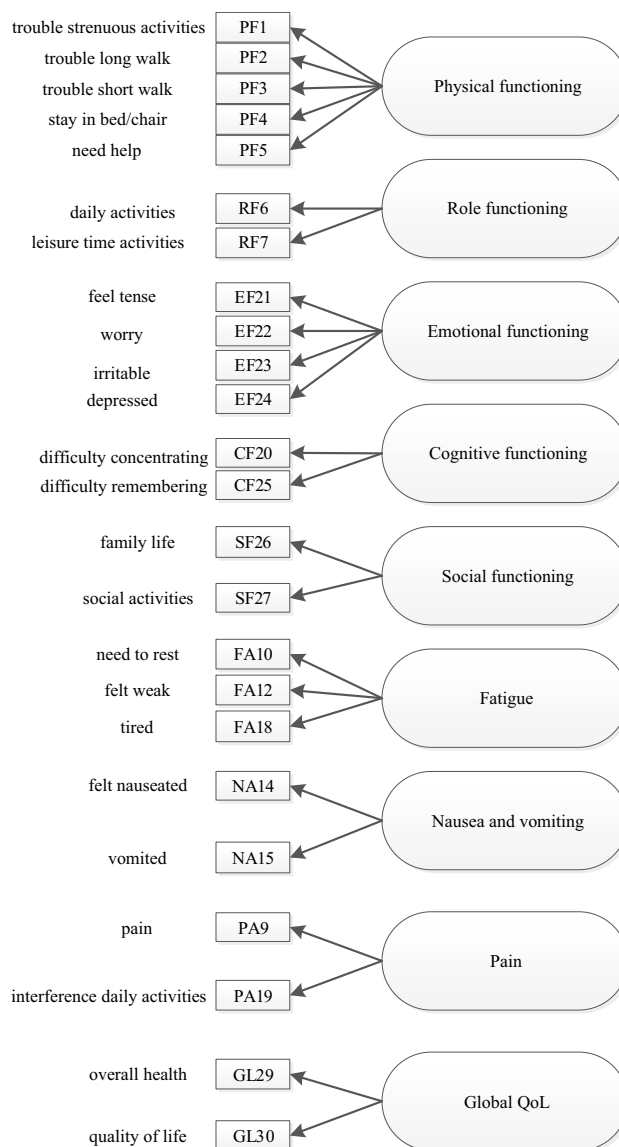 trouble strenuous activities PF1
trouble long walk PF2
Physical functioning
trouble short walk PF3
stay in bed/chair PF4
need help PF5
daily activities RF6
Role functioning
leisure time activities RF7
feel tense EF21
worry EF22
Emotional functioning
irritable EF23
depressed EF24
difficulty concentrating CF20
Cognitive functioning
difficulty remembering CF25
family life SF26
Social functioning
social activities SF27
need to rest FA10
felt weak FA12
Fatigue
tired FA18
felt nauseated NA14
Nausea and vomiting
vomited NA15
pain PA9
Pain
interference daily activities PA19
overall health GL29
Global QoL
quality of life GL30